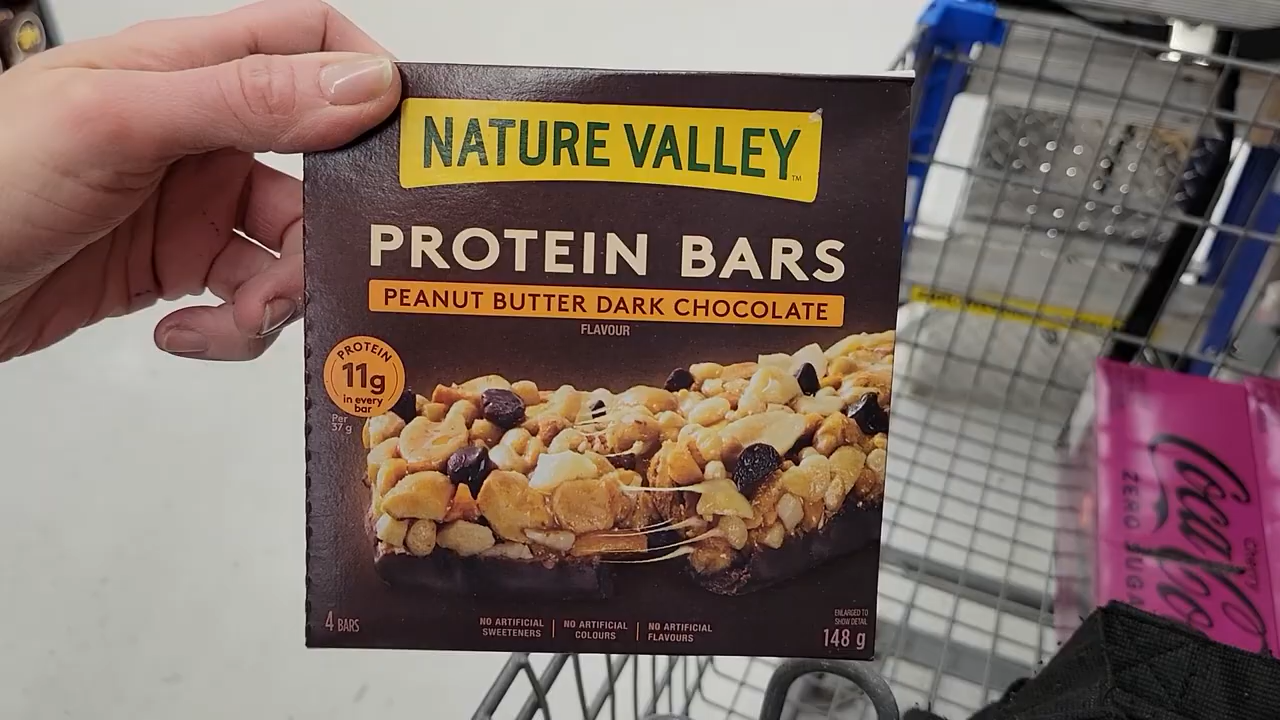 NATURE VALLEY™
PROTEIN BARS
PEANUT BUTTER DARK CHOCOLATE
FLAVOUR
PROTEIN
11g
in every
bar
Per
37 g
4 BARS
NO ARTIFICIAL
SWEETENERS
NO ARTIFICIAL
COLOURS
NO ARTIFICIAL
FLAVOURS
ENLARGED TO
SHOW DETAIL
148 g
Coca-Cola
ZERO SUGAR